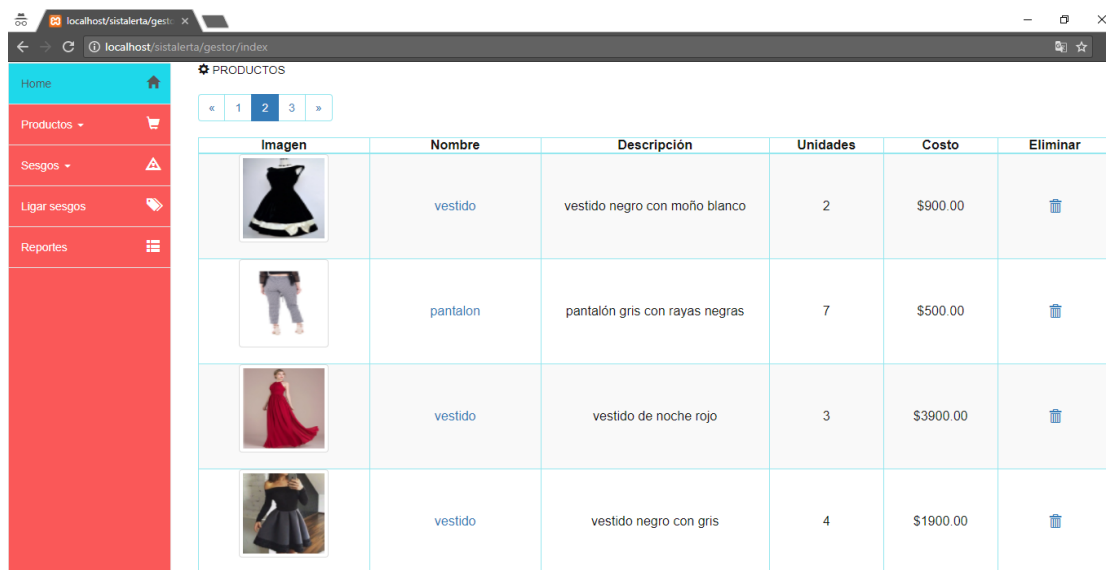 localhost/sistalerta/gesto
localhost/sistalerta/gestor/index
Home
Productos
Sesgos
Ligar sesgos
Reportes
PRODUCTOS
« 1 2 3 »
Imagen Nombre Descripción Unidades Costo Eliminar
vestido vestido negro con moño blanco 2 $900.00
pantalon pantalón gris con rayas negras 7 $500.00
vestido vestido de noche rojo 3 $3900.00
vestido vestido negro con gris 4 $1900.00